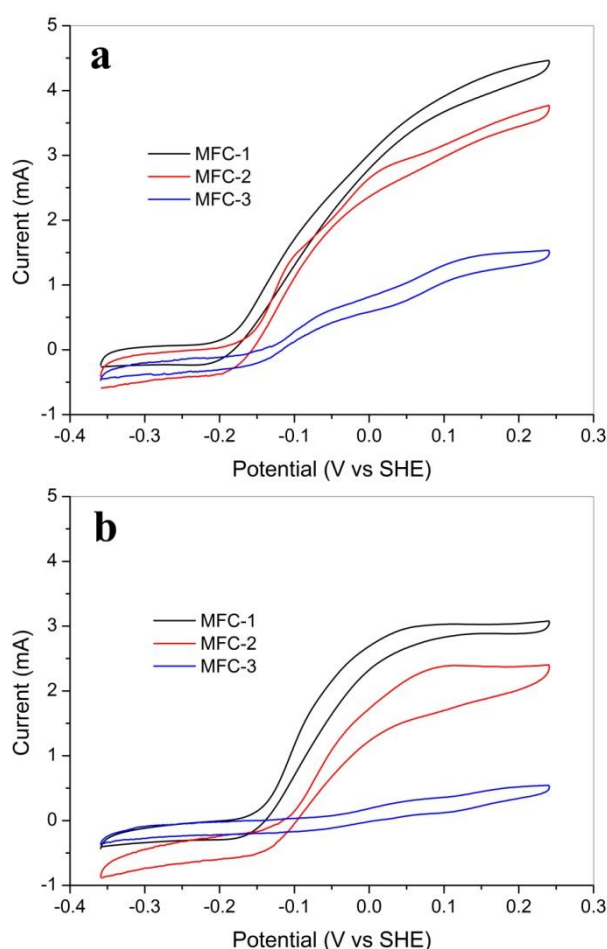 a
5
4
3
2
1
0
-1
Current (mA)
MFC-1
MFC-2
MFC-3
-0.4 -0.3 -0.2 -0.1 0.0 0.1 0.2 0.3
Potential (V vs SHE)
b
5
4
3
2
1
0
-1
Current (mA)
MFC-1
MFC-2
MFC-3
-0.4 -0.3 -0.2 -0.1 0.0 0.1 0.2 0.3
Potential (V vs SHE)